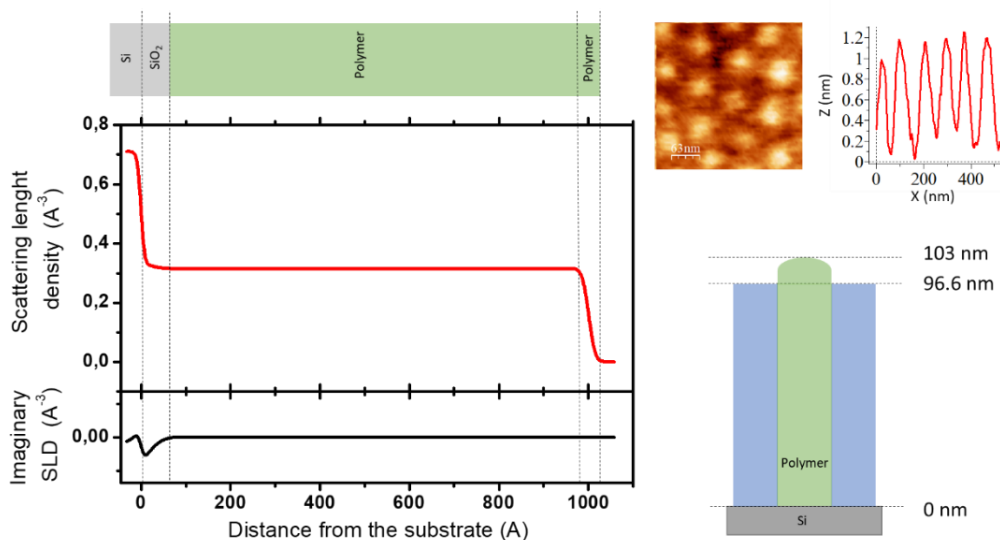 Si
SiO2
Polymer
Polymer
0,8
0,6
0,4
0,2
0,0
Scattering lenght
density (A-3)
0,00
Imaginary
SLD (A-3)
0 200 400 600 800 1000
Distance from the substrate (A)
63nm
1.2
1
0.8
0.6
0.4
0.2
0
Z (nm)
0 200 400
X (nm)
103 nm
96.6 nm
Polymer
0 nm
Si